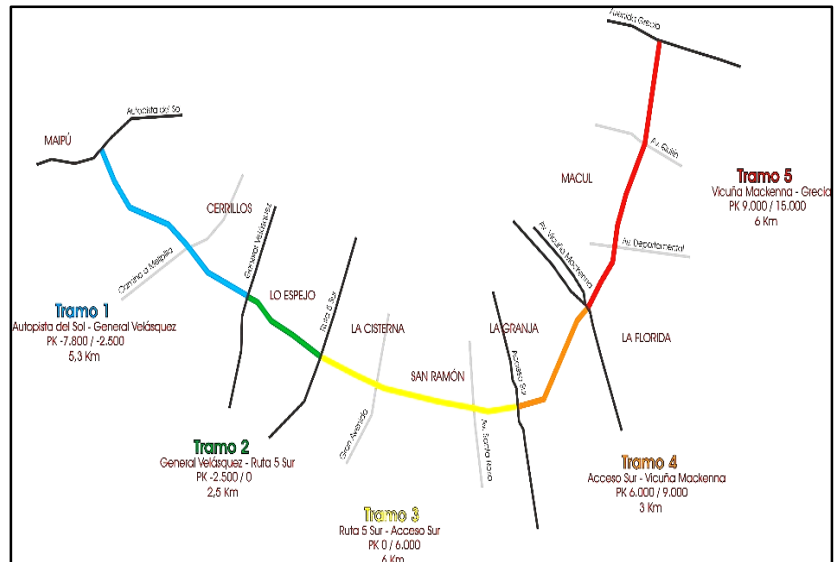 Avenida Grecia
Autopista del Sol
MAIPÚ
Av. Quilín
MACUL
Tramo 5
Vicuña Mackenna - Grecia
PK 9.000 / 15.000
6 Km
CERRILLOS
General Velásquez
Av. Vicuña Mackenna
Av. Departamental
Camino a Melipilla
LO ESPEJO
Ruta 5 Sur
Tramo 1
Autopista del Sol - General Velásquez
PK -7.800 / -2.500
5,3 Km
LA CISTERNA
LA GRANJA
LA FLORIDA
Acceso Sur
SAN RAMÓN
Gran Avenida
Av. Santa Rosa
Tramo 2
General Velásquez - Ruta 5 Sur
PK -2.500 / 0
2,5 Km
Tramo 4
Acceso Sur - Vicuña Mackenna
PK 6.000 / 9.000
3 Km
Tramo 3
Ruta 5 Sur - Acceso Sur
PK 0 / 6.000
6 Km